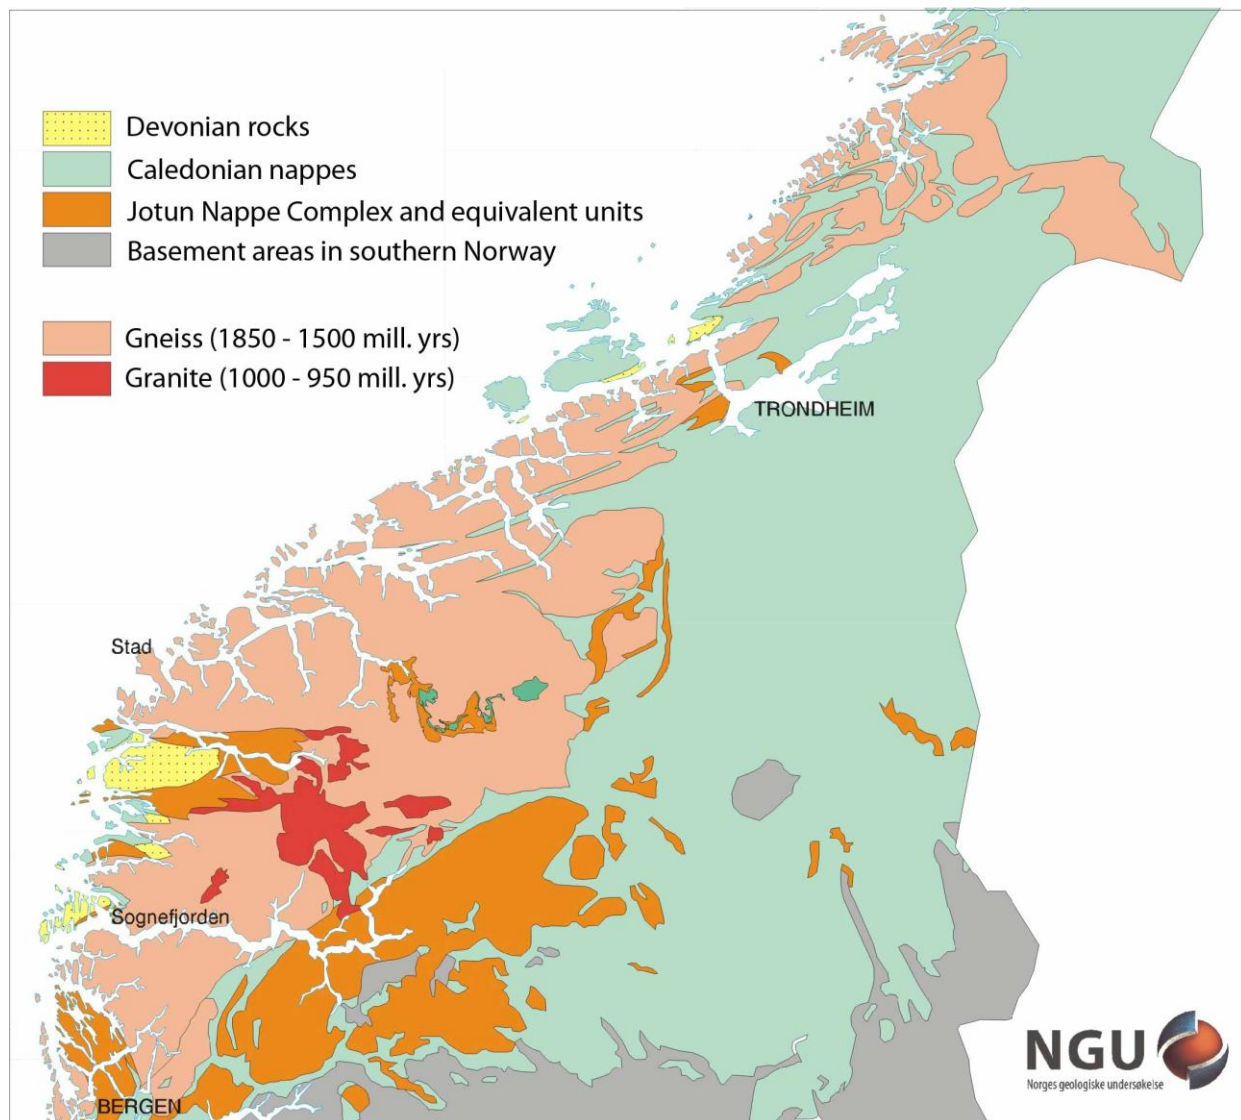 Devonian rocks
Caledonian nappes
Jotun Nappe Complex and equivalent units
Basement areas in southern Norway
Gneiss (1850 - 1500 mill. yrs)
Granite (1000 - 950 mill. yrs)
TRONDHEIM
Stad
Sognefjorden
BERGEN
NGU
Norges geologiske undersøkelse